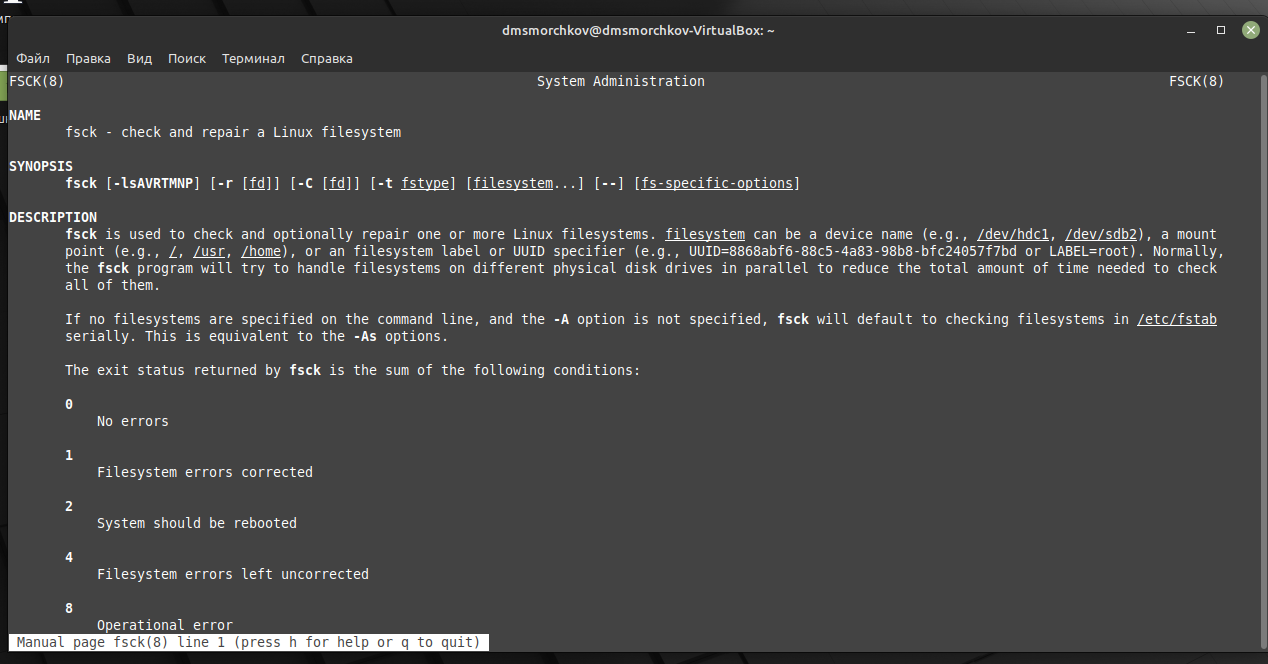 dmsmorchkov@dmsmorchkov-VirtualBox: ~
Файл Правка Вид Поиск Терминал Справка
FSCK(8) System Administration FSCK(8)
NAME
fsck - check and repair a Linux filesystem
SYNOPSIS
fsck [-lsAVRTMNP] [-r [fd]] [-C [fd]] [-t fstype] [filesystem...] [--] [fs-specific-options]
DESCRIPTION
fsck is used to check and optionally repair one or more Linux filesystems. filesystem can be a device name (e.g., /dev/hdc1, /dev/sdb2), a mount
point (e.g., /, /usr, /home), or an filesystem label or UUID specifier (e.g., UUID=8868abf6-88c5-4a83-98b8-bfc24057f7bd or LABEL=root). Normally,
the fsck program will try to handle filesystems on different physical disk drives in parallel to reduce the total amount of time needed to check
all of them.
If no filesystems are specified on the command line, and the -A option is not specified, fsck will default to checking filesystems in /etc/fstab
serially. This is equivalent to the -As options.
The exit status returned by fsck is the sum of the following conditions:
0
No errors
1
Filesystem errors corrected
2
System should be rebooted
4
Filesystem errors left uncorrected
8
Operational error
Manual page fsck(8) line 1 (press h for help or q to quit)